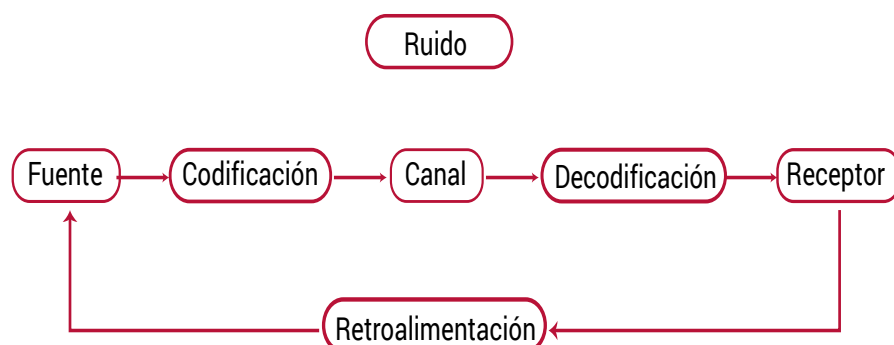 Ruido
Fuente
Codificación
Canal
Decodificación
Receptor
Retroalimentación